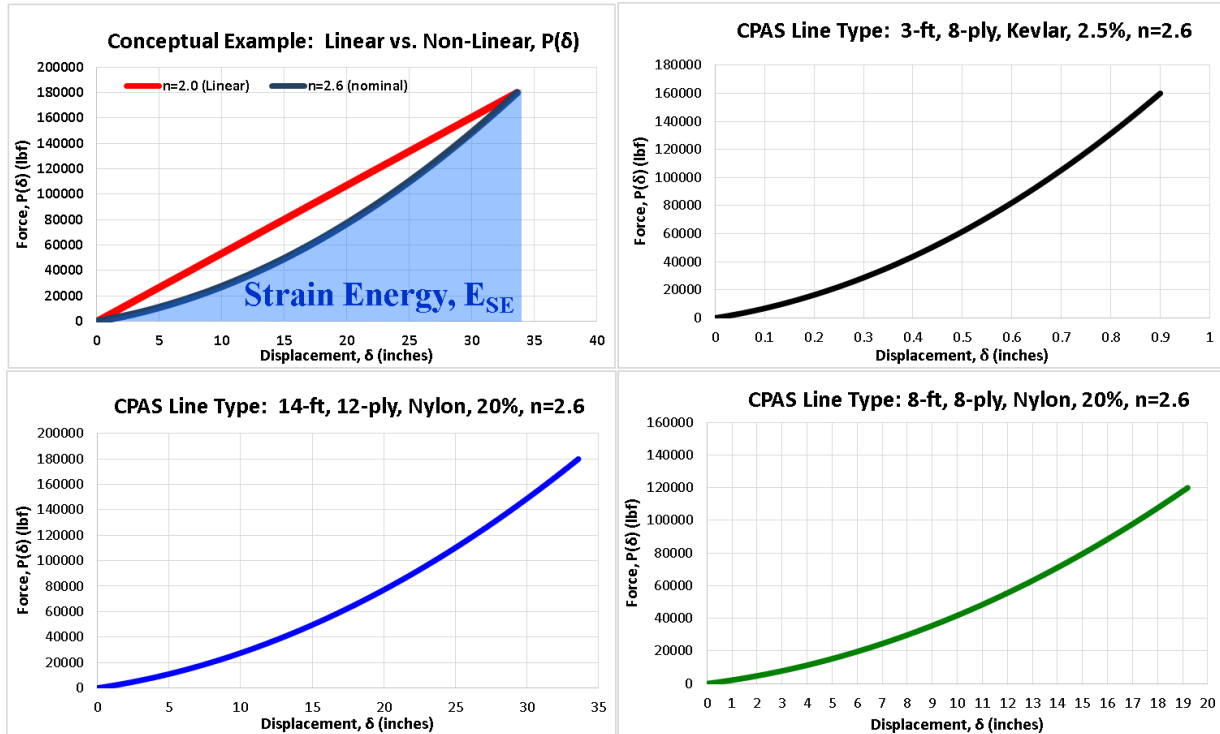 Conceptual Example: Linear vs. Non-Linear, P(δ)
200000
180000
160000
140000
120000
100000
80000
60000
40000
20000
0
Force, P(δ) (lbf)
n=2.0 (Linear)
n=2.6 (nominal)
Strain Energy, E_SE
0 5 10 15 20 25 30 35 40
Displacement, δ (inches)
CPAS Line Type: 3-ft, 8-ply, Kevlar, 2.5%, n=2.6
180000
160000
140000
120000
100000
80000
60000
40000
20000
0
Force, P(δ) (lbf)
0 0.1 0.2 0.3 0.4 0.5 0.6 0.7 0.8 0.9 1
Displacement, δ (inches)
CPAS Line Type: 14-ft, 12-ply, Nylon, 20%, n=2.6
200000
180000
160000
140000
120000
100000
80000
60000
40000
20000
0
Force, P(δ) (lbf)
0 5 10 15 20 25 30 35
Displacement, δ (inches)
CPAS Line Type: 8-ft, 8-ply, Nylon, 20%, n=2.6
160000
140000
120000
100000
80000
60000
40000
20000
0
Force, P(δ) (lbf)
0 1 2 3 4 5 6 7 8 9 10 11 12 13 14 15 16 17 18 19 20
Displacement, δ (inches)